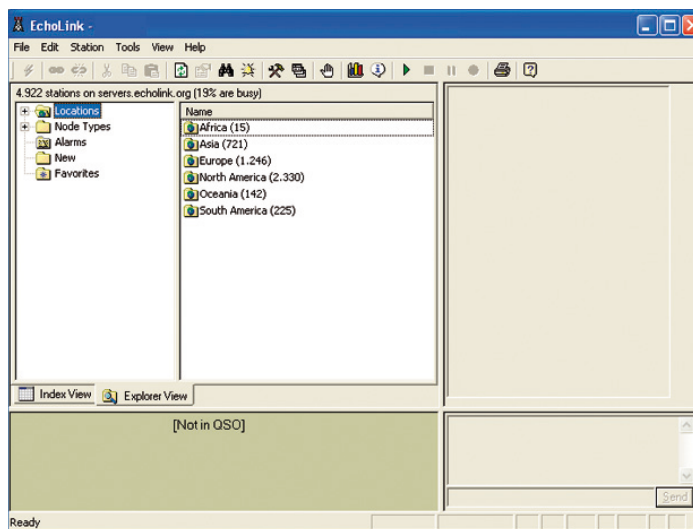 EchoLink -
File Edit Station Tools View Help
4.922 stations on servers.echolink.org (19% are busy)
Locations
Node Types
Alarms
New
Favorites
Name
Africa (15)
Asia (721)
Europe (1.246)
North America (2.330)
Oceania (142)
South America (225)
Index View Explorer View
[Not in QSO]
Send
Ready